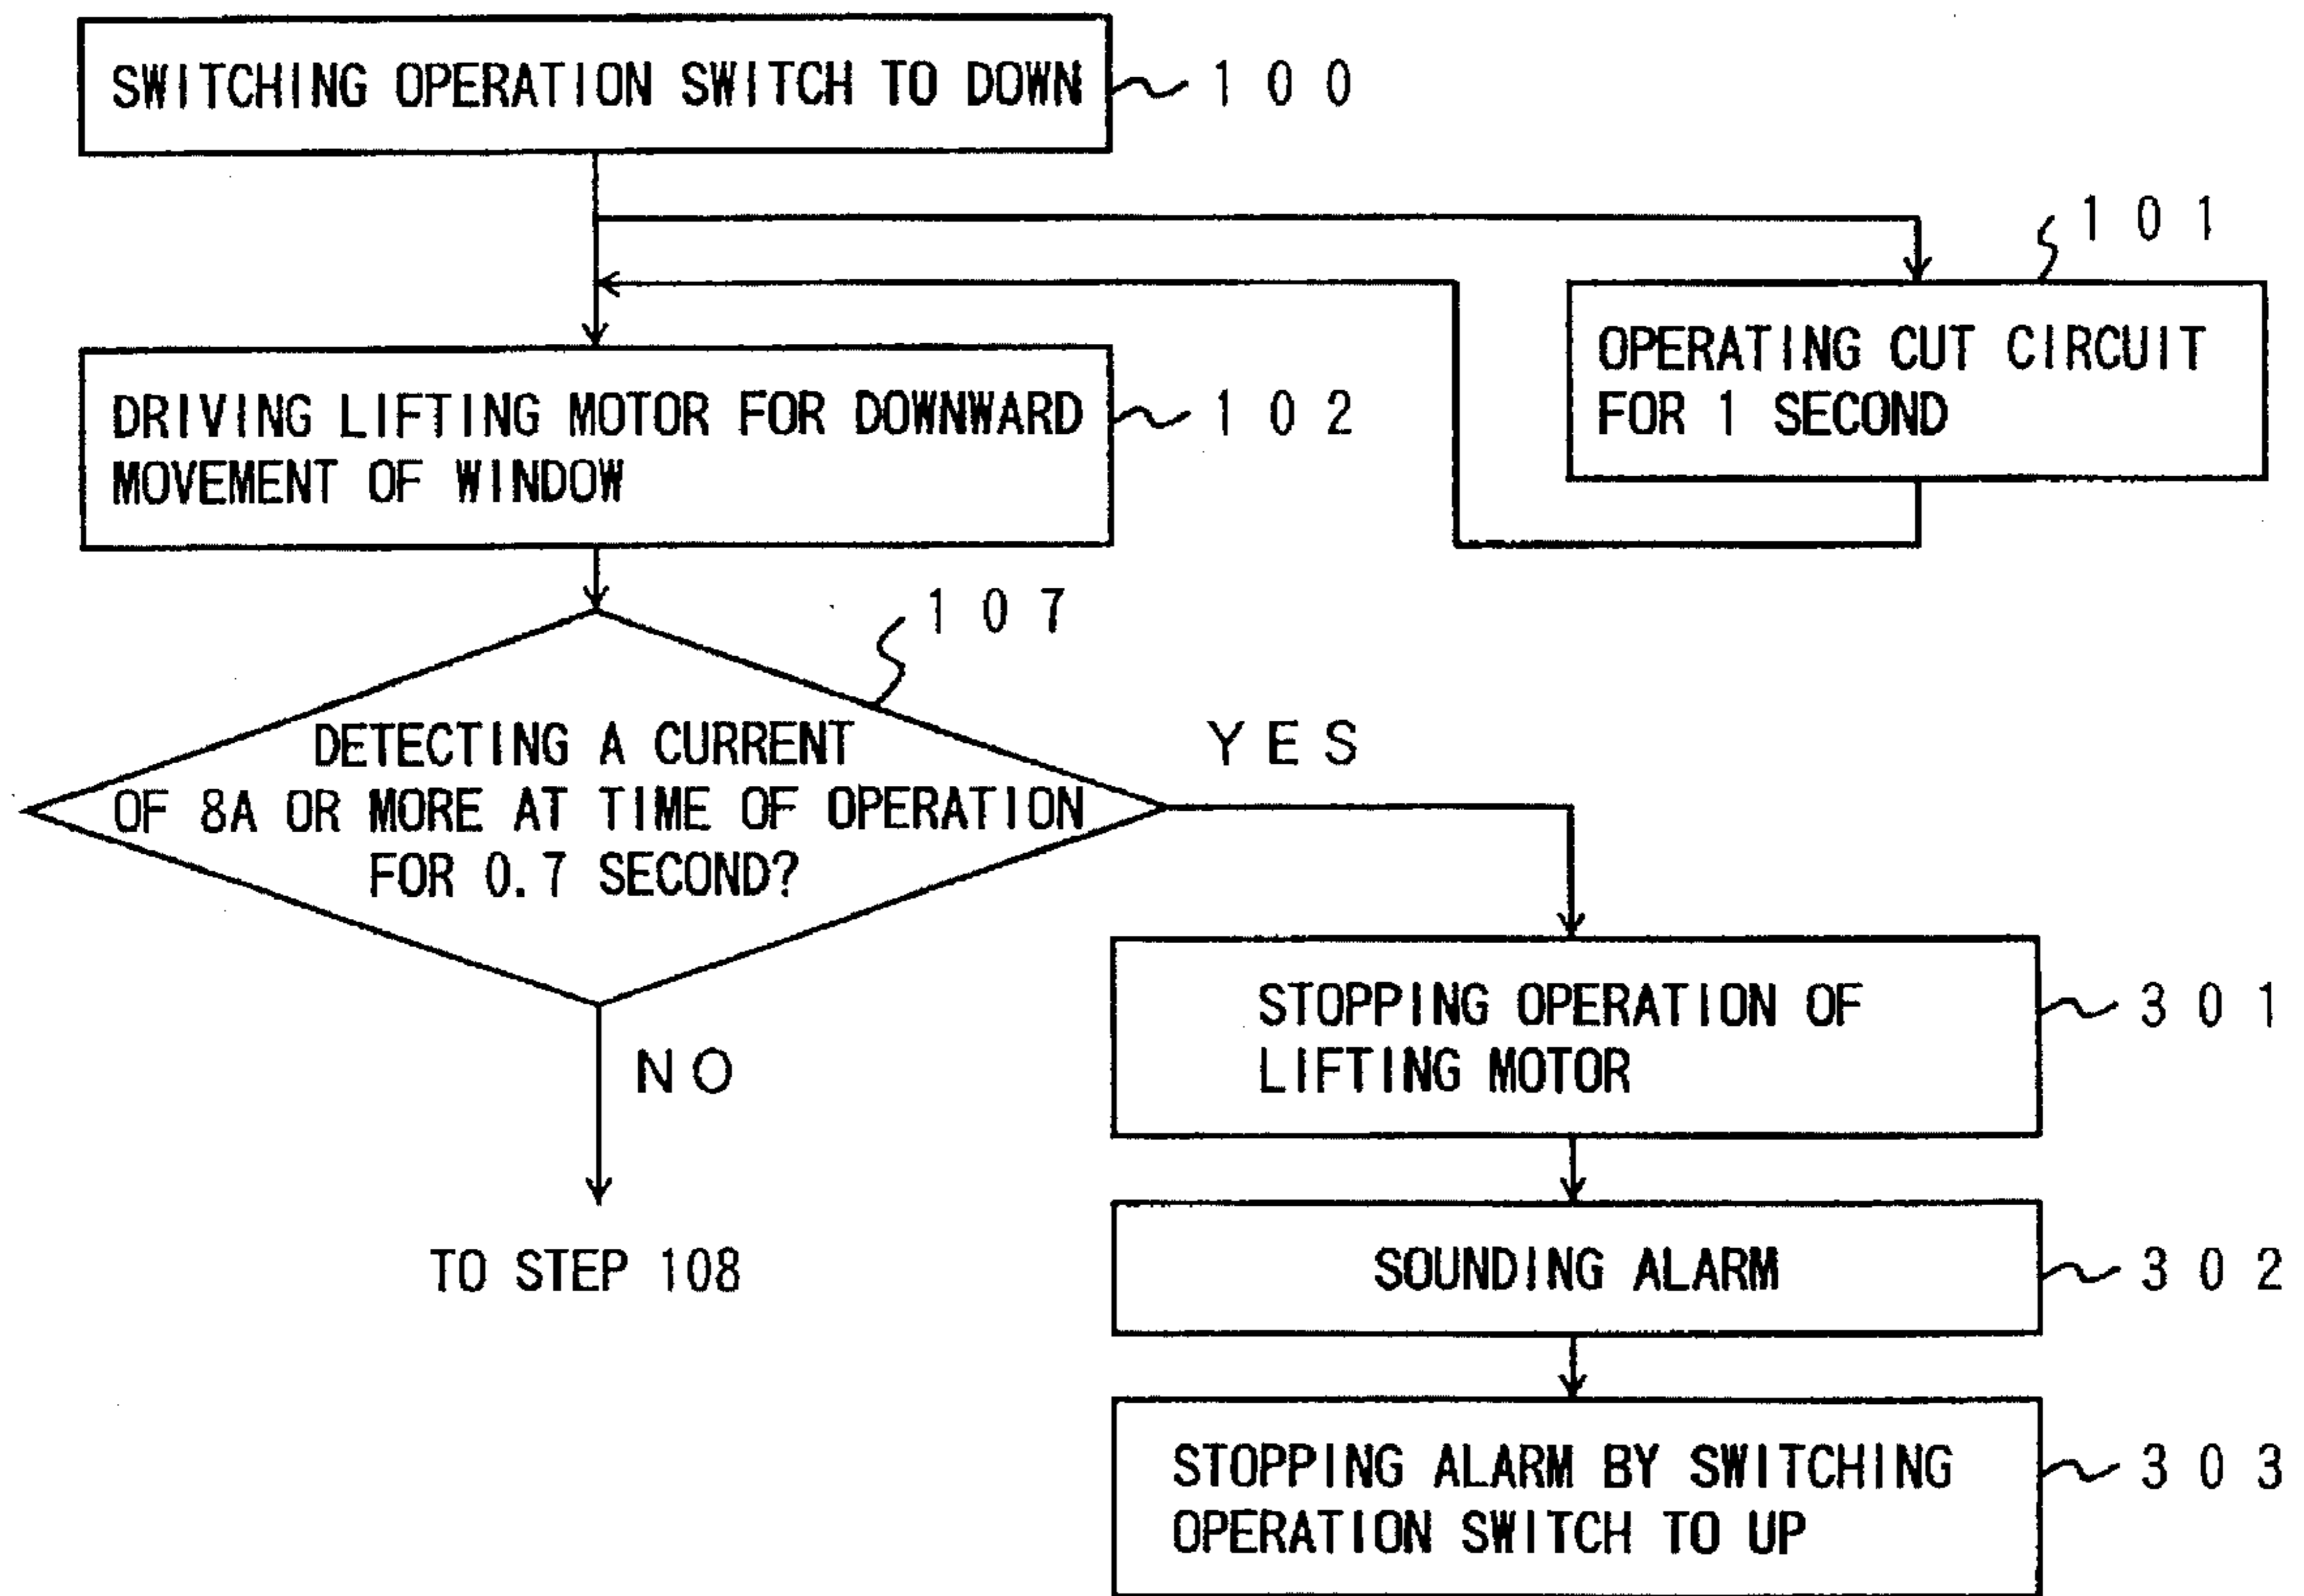 SWITCHING OPERATION SWITCH TO DOWN
100
101
OPERATING CUT CIRCUIT
FOR 1 SECOND
DRIVING LIFTING MOTOR FOR DOWNWARD
MOVEMENT OF WINDOW
102
107
DETECTING A CURRENT
OF 8A OR MORE AT TIME OF OPERATION
FOR 0.7 SECOND?
YES
NO
TO STEP 108
STOPPING OPERATION OF
LIFTING MOTOR
301
SOUNDING ALARM
302
STOPPING ALARM BY SWITCHING
OPERATION SWITCH TO UP
303